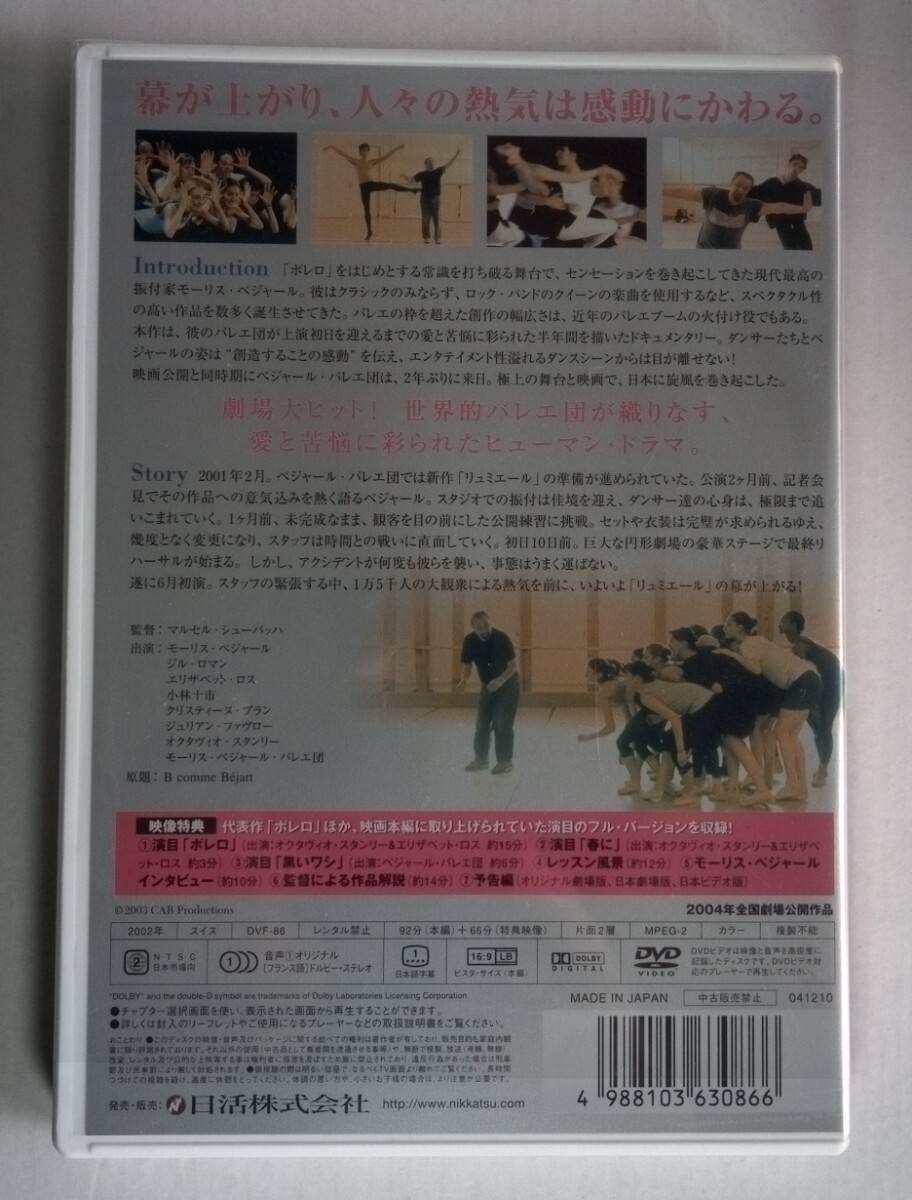 幕が上がり、人々の熱気は感動にかわる。
Introduction 「ボレロ」をはじめとする常識を打ち破る舞台で、センセーションを巻き起こしてきた現代最高の
振付家モーリス・ベジャール。彼はクラシックのみならず、ロック・バンドのクイーンの楽曲を使用するなど、スペクタクル性
の高い作品を数多く誕生させてきた。バレエの枠を超えた創作の幅広さは、近年のバレエブームの火付け役でもある。
本作は、彼のバレエ団が上演初日を迎えるまでの愛と苦悩に彩られた半年間を描いたドキュメンタリー。ダンサーたちとベ
ジャールの姿は“創造することの感動”を伝え、エンタテイメント性溢れるダンスシーンからは目が離せない!
映画公開と同時期にベジャール・バレエ団は、2年ぶりに来日。極上の舞台と映画で、日本に旋風を巻き起こした。
劇場大ヒット! 世界的バレエ団が織りなす、
愛と苦悩に彩られたヒューマン・ドラマ。
Story 2001年2月。ベジャール・バレエ団では新作「リュミエール」の準備が進められていた。公演2ヶ月前、記者会
見でその作品への意気込みを熱く語るベジャール。スタジオでの振付は佳境を迎え、ダンサー達の心身は、極限まで追
いこまれていく。1ヶ月前、未完成なまま、観客を目の前にした公開練習に挑戦。セットや衣装は完璧が求められるゆえ、
幾度となく変更になり、スタッフは時間との戦いに直面していく。初日10日前。巨大な円形劇場の豪華ステージで最終リ
ハーサルが始まる。しかし、アクシデントが何度も彼らを襲い、事態はうまく運ばない。
遂に6月初演。スタッフの緊張する中、1万5千人の大観衆による熱気を前に、いよいよ「リュミエール」の幕が上がる!
監督：マルセル・シューバッハ
出演：モーリス・ベジャール
ジル・ロマン
エリザベット・ロス
小林十市
クリスティーヌ・ブラン
ジュリアン・ファヴロー
オクタヴィオ・スタンリー
モーリス・ベジャール・バレエ団
原題：B comme Béjart
映像特典 代表作「ボレロ」ほか、映画本編に取り上げられていた演目のフル・バージョンを収録!
①演目「ボレロ」(出演:オクタヴィオ・スタンリー&エリザベット・ロス 約15分) ②演目「春に」(出演:オクタヴィオ・スタンリー&エリザベ
ット・ロス 約3分) ③演目「黒いワシ」(出演:ベジャール・バレエ団 約6分) ④レッスン風景(約12分) ⑤モーリス・ベジャール
インタビュー(約10分) ⑥監督による作品解説(約14分) ⑦予告編(オリジナル劇場版、日本劇場版、日本ビデオ版)
©2003 CAB Productions 2004年全国劇場公開作品
2002年 スイス DVF-86 レンタル禁止 92分(本編)+66分(特典映像) 片面2層 MPEG-2 カラー 複製不能
2 NTSC 日本市場向 音声①オリジナル [フランス語]ドルビー・ステレオ 1 日本語字幕 16:9 LB ビスタ・サイズ(本編) DOLBY DIGITAL DVD VIDEO DVDビデオは映像と音声を高密度に記録したディスクです。DVDビデオ対応のプレーヤーで再生してください。
"DOLBY" and the double-D symbol are trademarks of Dolby Laboratories Licensing Corporation. MADE IN JAPAN 中古販売禁止 041210
●チャプター選択画面を使い、表示された画面から再生することができます。
●詳しくは封入のリーフレットやご使用になるプレーヤーなどの取扱説明書をご覧ください。
発売・販売: 日活株式会社 http://www.nikkatsu.com
4 988103 630866